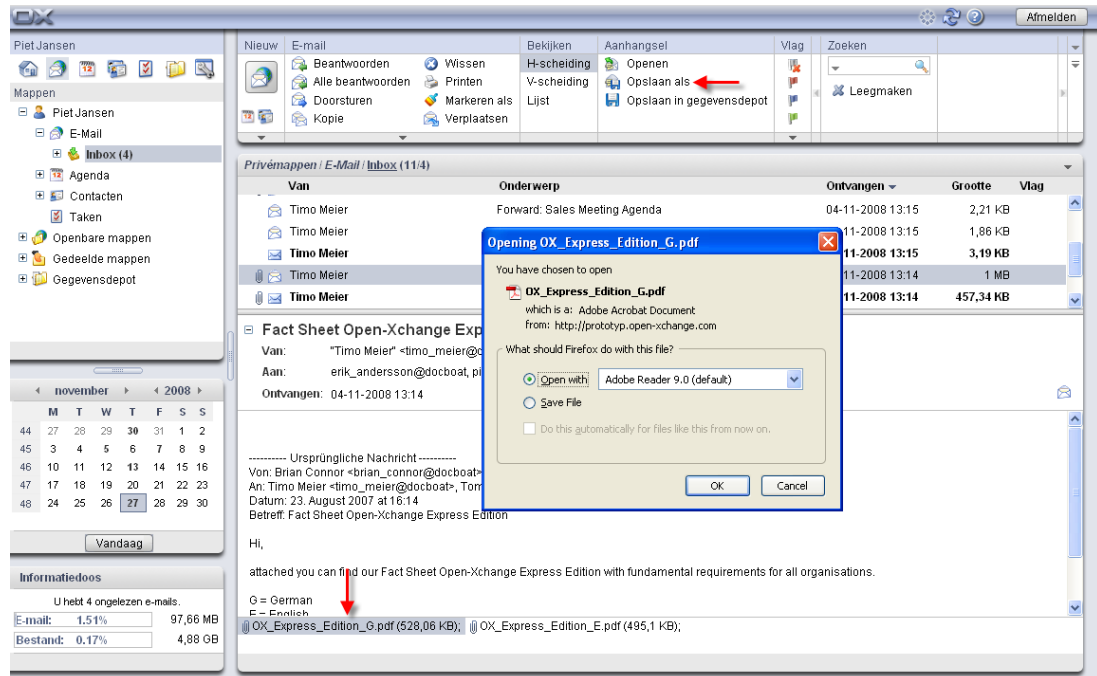 OX
Afmelden
Piet Jansen
Mappen
Piet Jansen
E-Mail
Inbox (4)
Agenda
Contacten
Taken
Openbare mappen
Gedeelde mappen
Gegevensdepot
november 2008
M T W T F S S
44 27 28 29 30 31 1 2
45 3 4 5 6 7 8 9
46 10 11 12 13 14 15 16
47 17 18 19 20 21 22 23
48 24 25 26 27 28 29 30
Vandaag
Informatiedoos
U hebt 4 ongelezen e-mails.
E-mail: 1.51% 97,66 MB
Bestand: 0.17% 4,88 GB
Nieuw E-mail Bekijken Aanhangsel Vlag Zoeken
Beantwoorden Wissen H-scheiding Openen
Alle beantwoorden Printen V-scheiding Opslaan als
Doorsturen Markeren als Lijst Opslaan in gegevensdepot
Kopie Verplaatsen
Leegmaken
Privémappen / E-Mail / Inbox (11/4)
Van Onderwerp Ontvangen Grootte Vlag
Timo Meier Forward: Sales Meeting Agenda 04-11-2008 13:15 2,21 KB
Timo Meier -11-2008 13:15 1,86 KB
Timo Meier -11-2008 13:15 3,19 KB
Timo Meier -11-2008 13:14 1 MB
Timo Meier -11-2008 13:14 457,34 KB
Opening OX_Express_Edition_G.pdf
You have chosen to open
OX_Express_Edition_G.pdf
which is a: Adobe Acrobat Document
from: http://prototyp.open-xchange.com
What should Firefox do with this file?
Open with Adobe Reader 9.0 (default)
Save File
Do this automatically for files like this from now on.
OK Cancel
Fact Sheet Open-Xchange Exp
Van: "Timo Meier" <timo_meier@d
Aan: erik_andersson@docboat, pi
Ontvangen: 04-11-2008 13:14
---------- Ursprüngliche Nachricht ----------
Von: Brian Connor <brian_connor@docboat>
An: Timo Meier <timo_meier@docboat>, Tom
Datum: 23. August 2007 at 16:14
Betreff: Fact Sheet Open-Xchange Express Edition
Hi,
attached you can find our Fact Sheet Open-Xchange Express Edition with fundamental requirements for all organisations.
G = German
E = English
OX_Express_Edition_G.pdf (528,06 KB); OX_Express_Edition_E.pdf (495,1 KB);